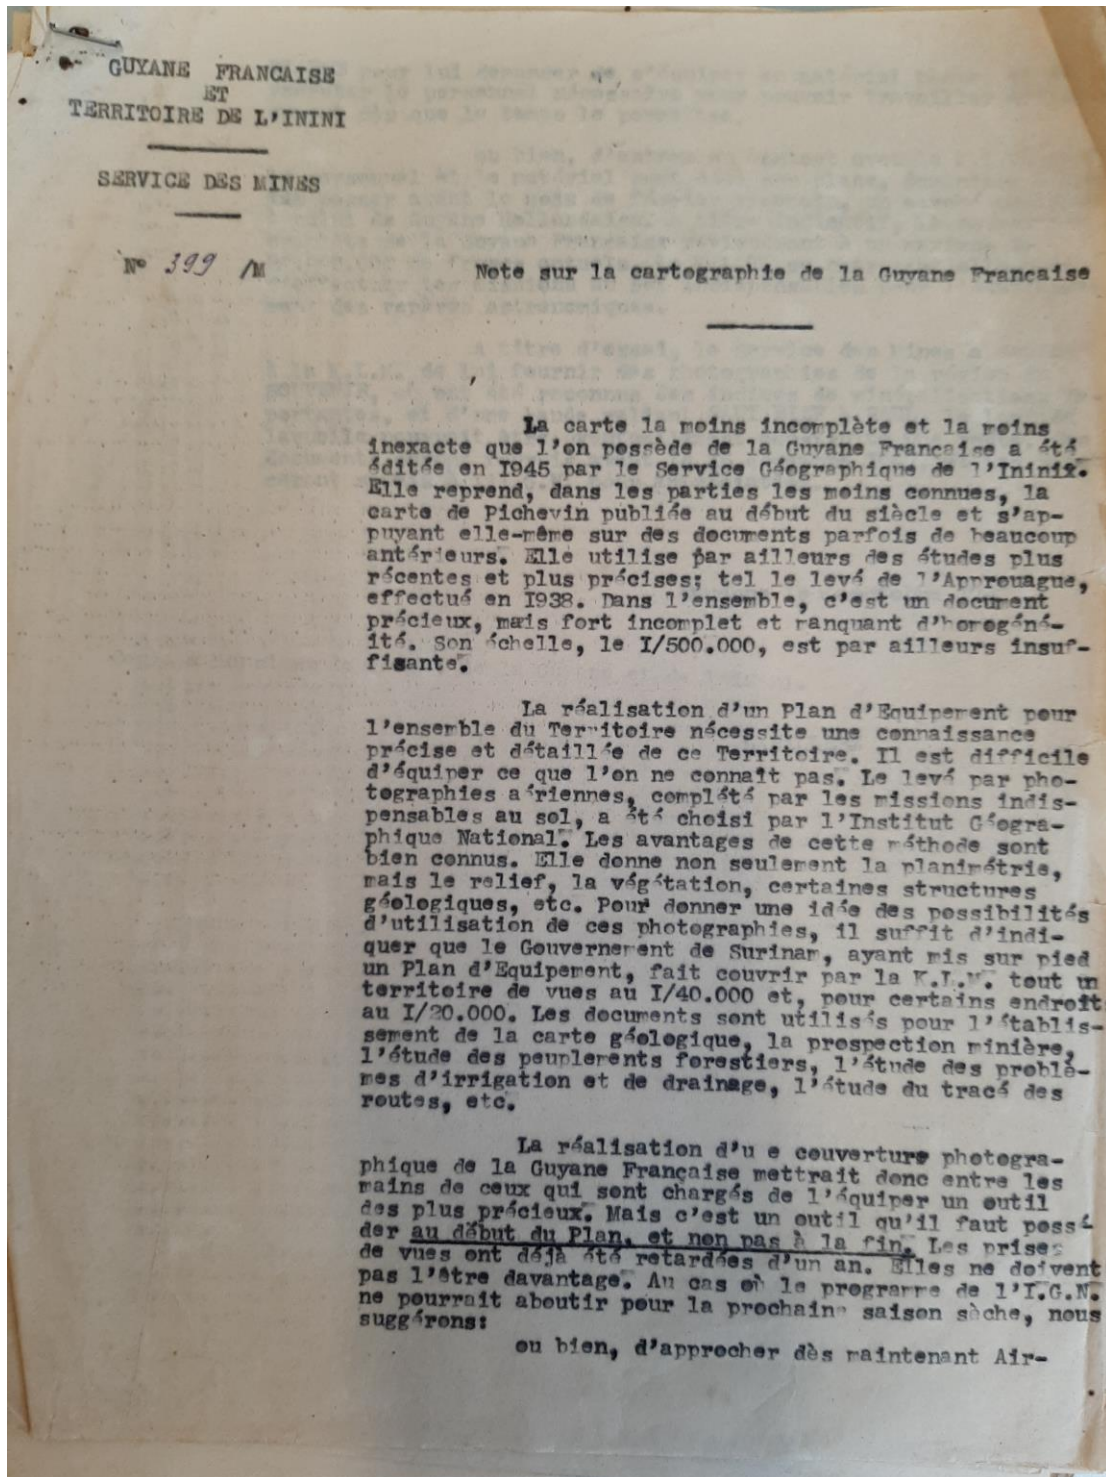 GUYANE FRANCAISE
ET
TERRITOIRE DE L'ININI
SERVICE DES MINES
N° 399 /M
Note sur la cartographie de la Guyane Francaise
La carte la moins incomplète et la moins
inexacte que l'on possède de la Guyane Francaise a été
éditée en I945 par le Service Géographique de l'Ininix.
Elle reprend, dans les parties les moins connues, la
carte de Pichevin publiée au début du siècle et s'ap-
puyant elle-même sur des documents parfois de beaucoup
antérieurs. Elle utilise par ailleurs des études plus
récentes et plus précises; tel le levé de l'Approuague,
effectué en I938. Dans l'ensemble, c'est un document
précieux, mais fort incomplet et manquant d'homogéné-
ité. Son échelle, le I/500.000, est par ailleurs insuf-
fisante.
La réalisation d'un Plan d'Equipement pour
l'ensemble du Territoire nécessite une connaissance
précise et détaillée de ce Territoire. Il est difficile
d'équiper ce que l'on ne connaît pas. Le levé par pho-
tographies aériennes, complété par les missions indis-
pensables au sol, a été choisi par l'Institut Géogra-
phique National. Les avantages de cette méthode sont
bien connus. Elle donne non seulement la planimétrie,
mais le relief, la végétation, certaines structures
géologiques, etc. Pour donner une idée des possibilités
d'utilisation de ces photographies, il suffit d'indi-
quer que le Gouvernement de Surinam, ayant mis sur pied
un Plan d'Equipement, fait couvrir par la K.L.M. tout un
territoire de vues au I/40.000 et, pour certains endroit
au I/20.000. Les documents sont utilisés pour l'établis-
sement de la carte géologique, la prospection minière,
l'étude des peuplements forestiers, l'étude des problè-
mes d'irrigation et de drainage, l'étude du tracé des
routes, etc.
La réalisation d'u e couverture photogra-
phique de la Guyane Française mettrait donc entre les
mains de ceux qui sont chargés de l'équiper un outil
des plus précieux. Mais c'est un outil qu'il faut possé
der au début du Plan, et non pas à la fin. Les prises
de vues ont déjà été retardées d'un an. Elles ne doivent
pas l'être davantage. Au cas où le programme de l'I.G.N.
ne pourrait aboutir pour la prochaine saison sèche, nous
suggérons:
ou bien, d'approcher dès maintenant Air-